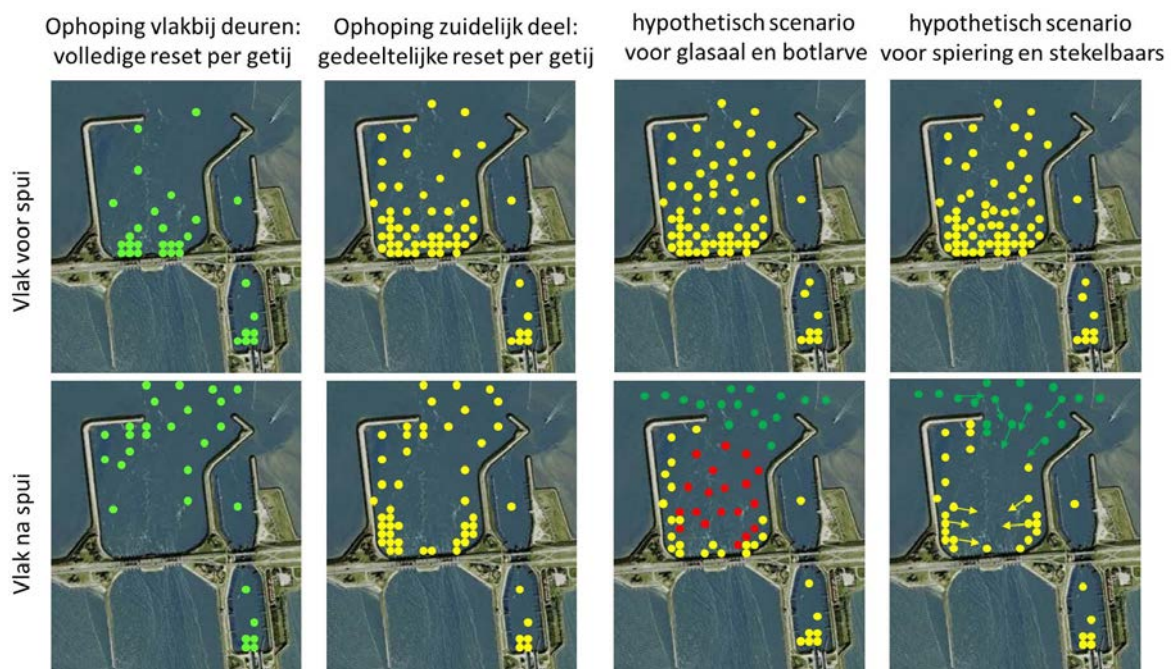 Ophoping vlakbij deuren:
volledige reset per getij
Ophoping zuidelijk deel:
gedeeltelijke reset per getij
hypothetisch scenario
voor glasaal en botlarve
hypothetisch scenario
voor spiering en stekelbaars
Vlak voor spui
Vlak na spui